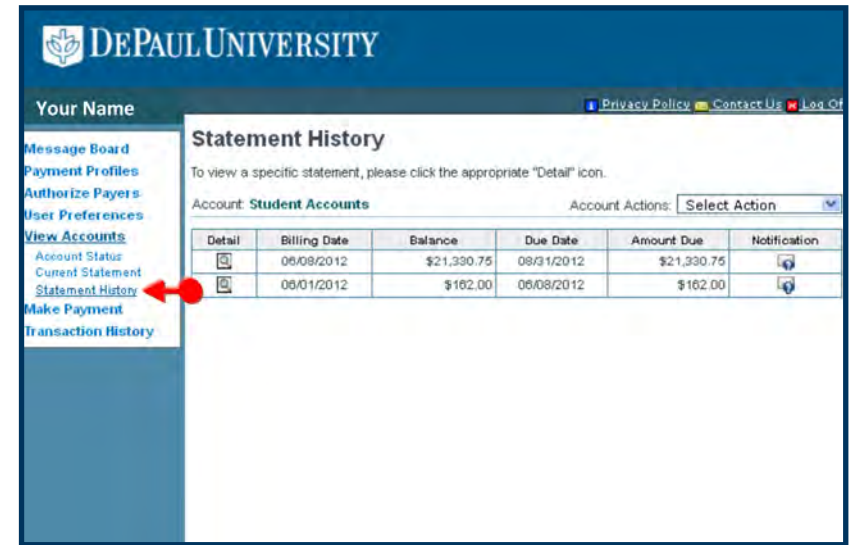 DEPAUL UNIVERSITY
Your Name
Privacy Policy Contact Us Log Of
Message Board
Payment Profiles
Authorize Payers
User Preferences
View Accounts
Account Status
Current Statement
Statement History
Make Payment
Transaction History
Statement History
To view a specific statement, please click the appropriate "Detail" icon.
Account: Student Accounts Account Actions: Select Action
Detail Billing Date Balance Due Date Amount Due Notification
06/08/2012 $21,330.75 08/31/2012 $21,330.75
06/01/2012 $162.00 06/08/2012 $162.00